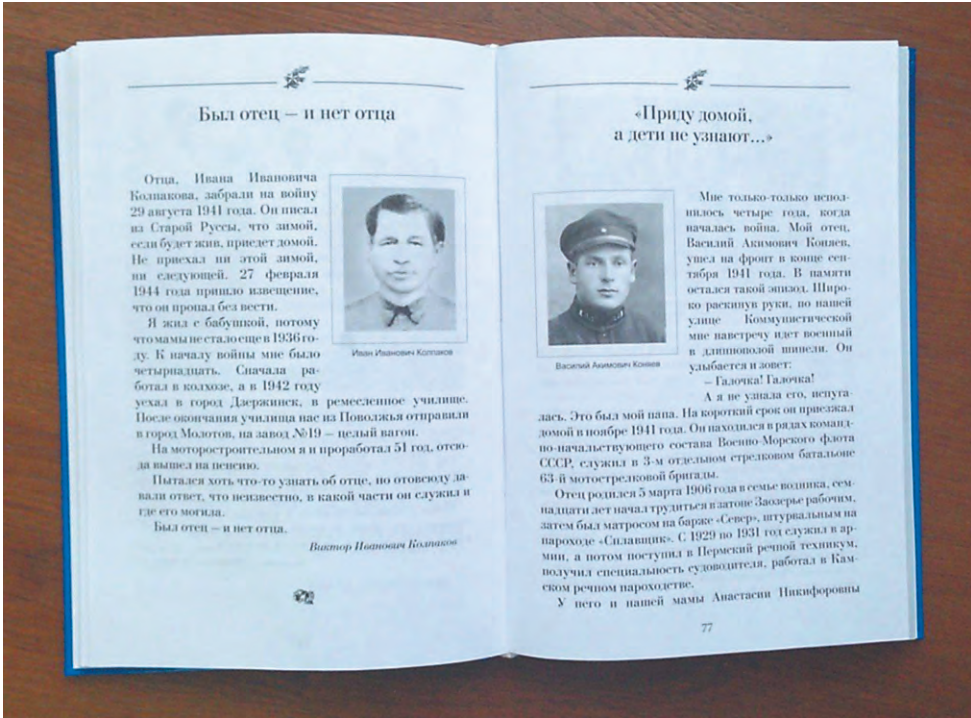 Был отец – и нет отца
Отца, Ивана Ивановича
Колпакова, забрали на войну
29 августа 1941 года. Он писал
из Старой Руссы, что зимой,
если будет жив, приедет домой.
Не приехал ни этой зимой,
ни следующей. 27 февраля
1944 года пришло извещение,
что он пропал без вести.
Я жил с бабушкой, потому
что мамы не стало еще в 1936 го-
ду. К началу войны мне было
четырнадцать. Сначала ра-
ботал в колхозе, а в 1942 году
уехал в город Дзержинск, в ремесленное училище.
После окончания училища нас из Поволжья отправили
в город Молотов, на завод №19 – целый вагон.
На моторостроительном я и проработал 51 год, отсю-
да вышел на пенсию.
Пытался хоть что-то узнать об отце, но отовсюду да-
вали ответ, что неизвестно, в какой части он служил и
где его могила.
Был отец – и нет отца.
Виктор Иванович Колпаков
Иван Иванович Колпаков
«Приду домой,
а дети не узнают...»
Мне только-только испол-
нилось четыре года, когда
началась война. Мой отец,
Василий Акимович Коняев,
ушел на фронт в конце сен-
тября 1941 года. В памяти
остался такой эпизод. Широ-
ко раскинув руки, по нашей
улице Коммунистической
мне навстречу идет военный
в длиннополой шинели. Он
улыбается и зовет:
– Галочка! Галочка!
А я не узнала его, испуга-
лась. Это был мой папа. На короткий срок он приезжал
домой в ноябре 1941 года. Он находился в рядах команд-
но-начальствующего состава Военно-Морского флота
СССР, служил в 3-м отдельном стрелковом батальоне
63-й мотострелковой бригады.
Отец родился 5 марта 1906 года в семье водника, сем-
надцати лет начал трудиться в затоне Заозерье рабочим,
затем был матросом на барже «Север», штурвальным на
пароходе «Сплавщик». С 1929 по 1931 год служил в ар-
мии, а потом поступил в Пермский речной техникум,
получил специальность судоводителя, работал в Кам-
ском речном пароходстве.
У него и нашей мамы Анастасии Никифоровны
Василий Акимович Коняев
77